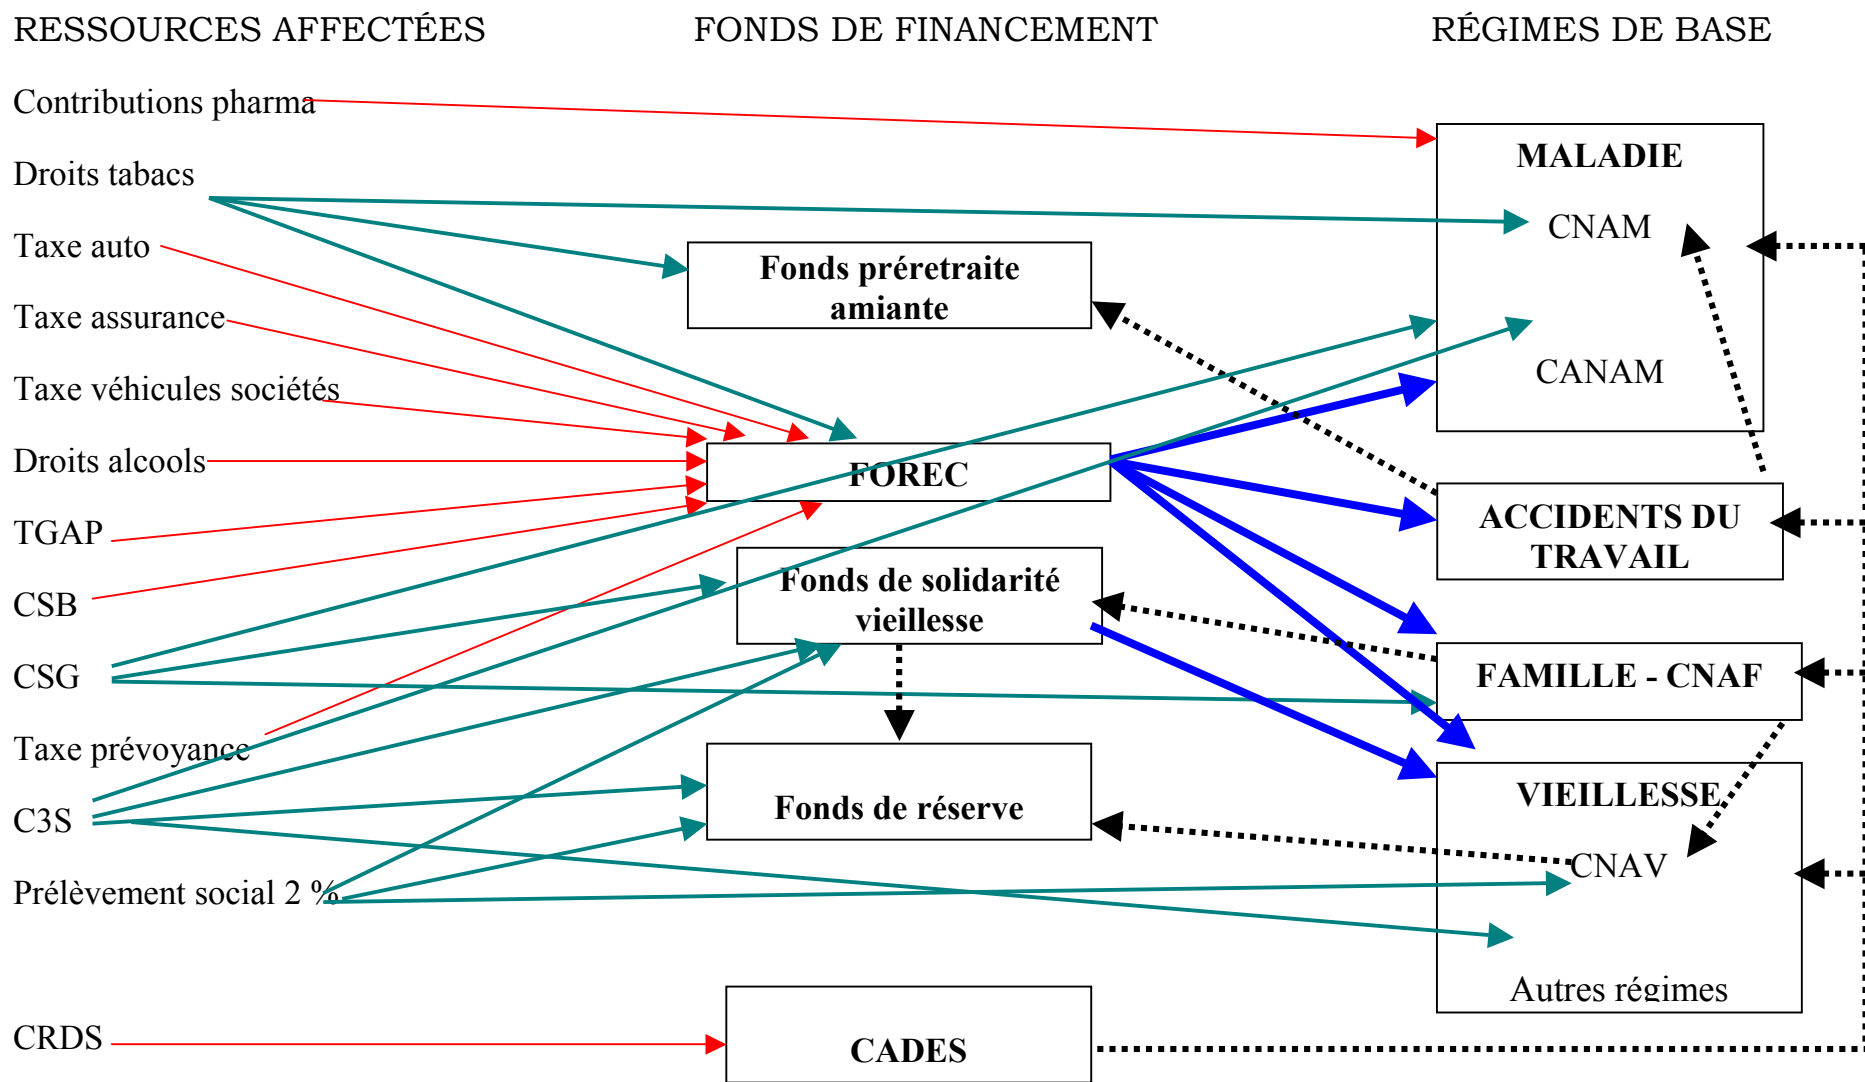 RESSOURCES AFFECTÉES
FONDS DE FINANCEMENT
RÉGIMES DE BASE
Contributions pharma
Droits tabacs
Taxe auto
Taxe assurance
Taxe véhicules sociétés
Droits alcools
TGAP
CSB
CSG
Taxe prévoyance
C3S
Prélèvement social 2 %
CRDS
Fonds préretraite
amiante
FOREC
Fonds de solidarité
vieillesse
Fonds de réserve
CADES
MALADIE
CNAM
CANAM
ACCIDENTS DU
TRAVAIL
FAMILLE - CNAF
VIEILLESSE
CNAV
Autres régimes